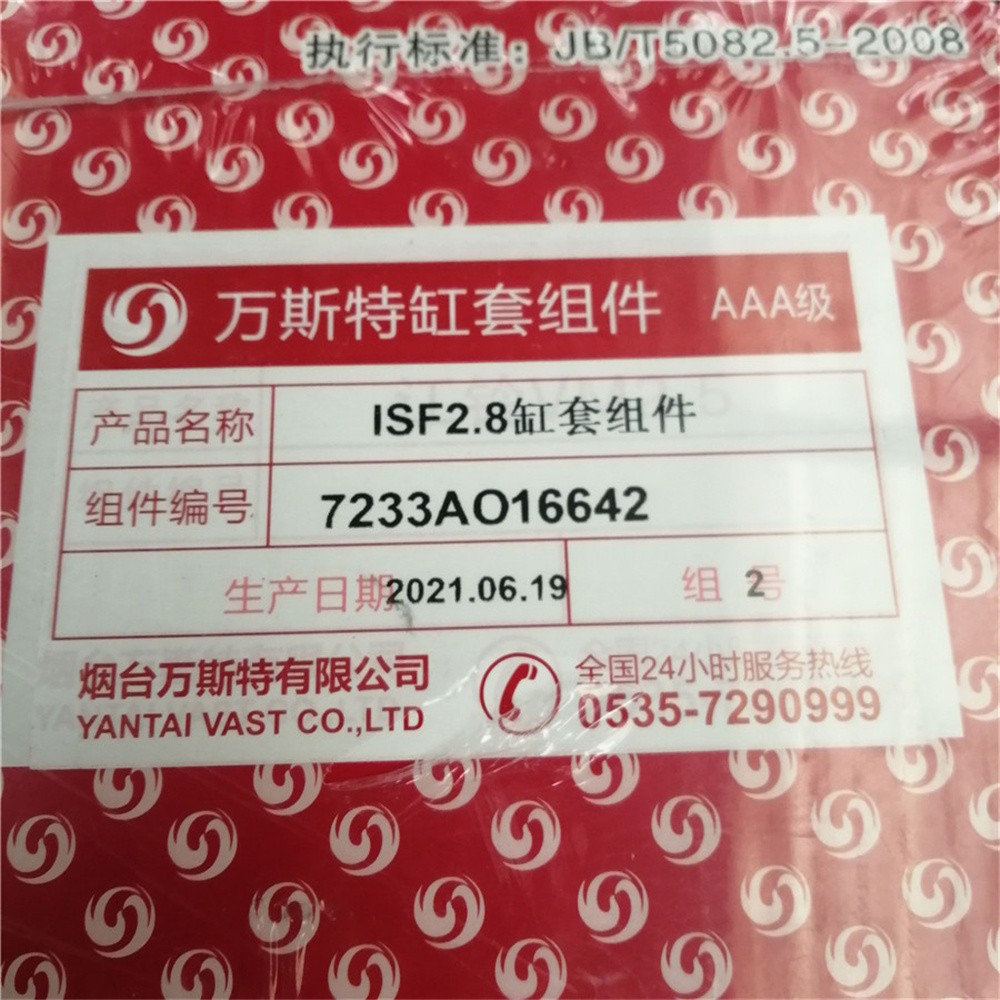 执行标准：JB/T5082.5-2008
万斯特缸套组件 AAA级
产品名称 ISF2.8缸套组件
组件编号 7233AO16642
生产日期 2021.06.19 组号 2
烟台万斯特有限公司
YANTAI VAST CO.,LTD
全国24小时服务热线
0535-7290999